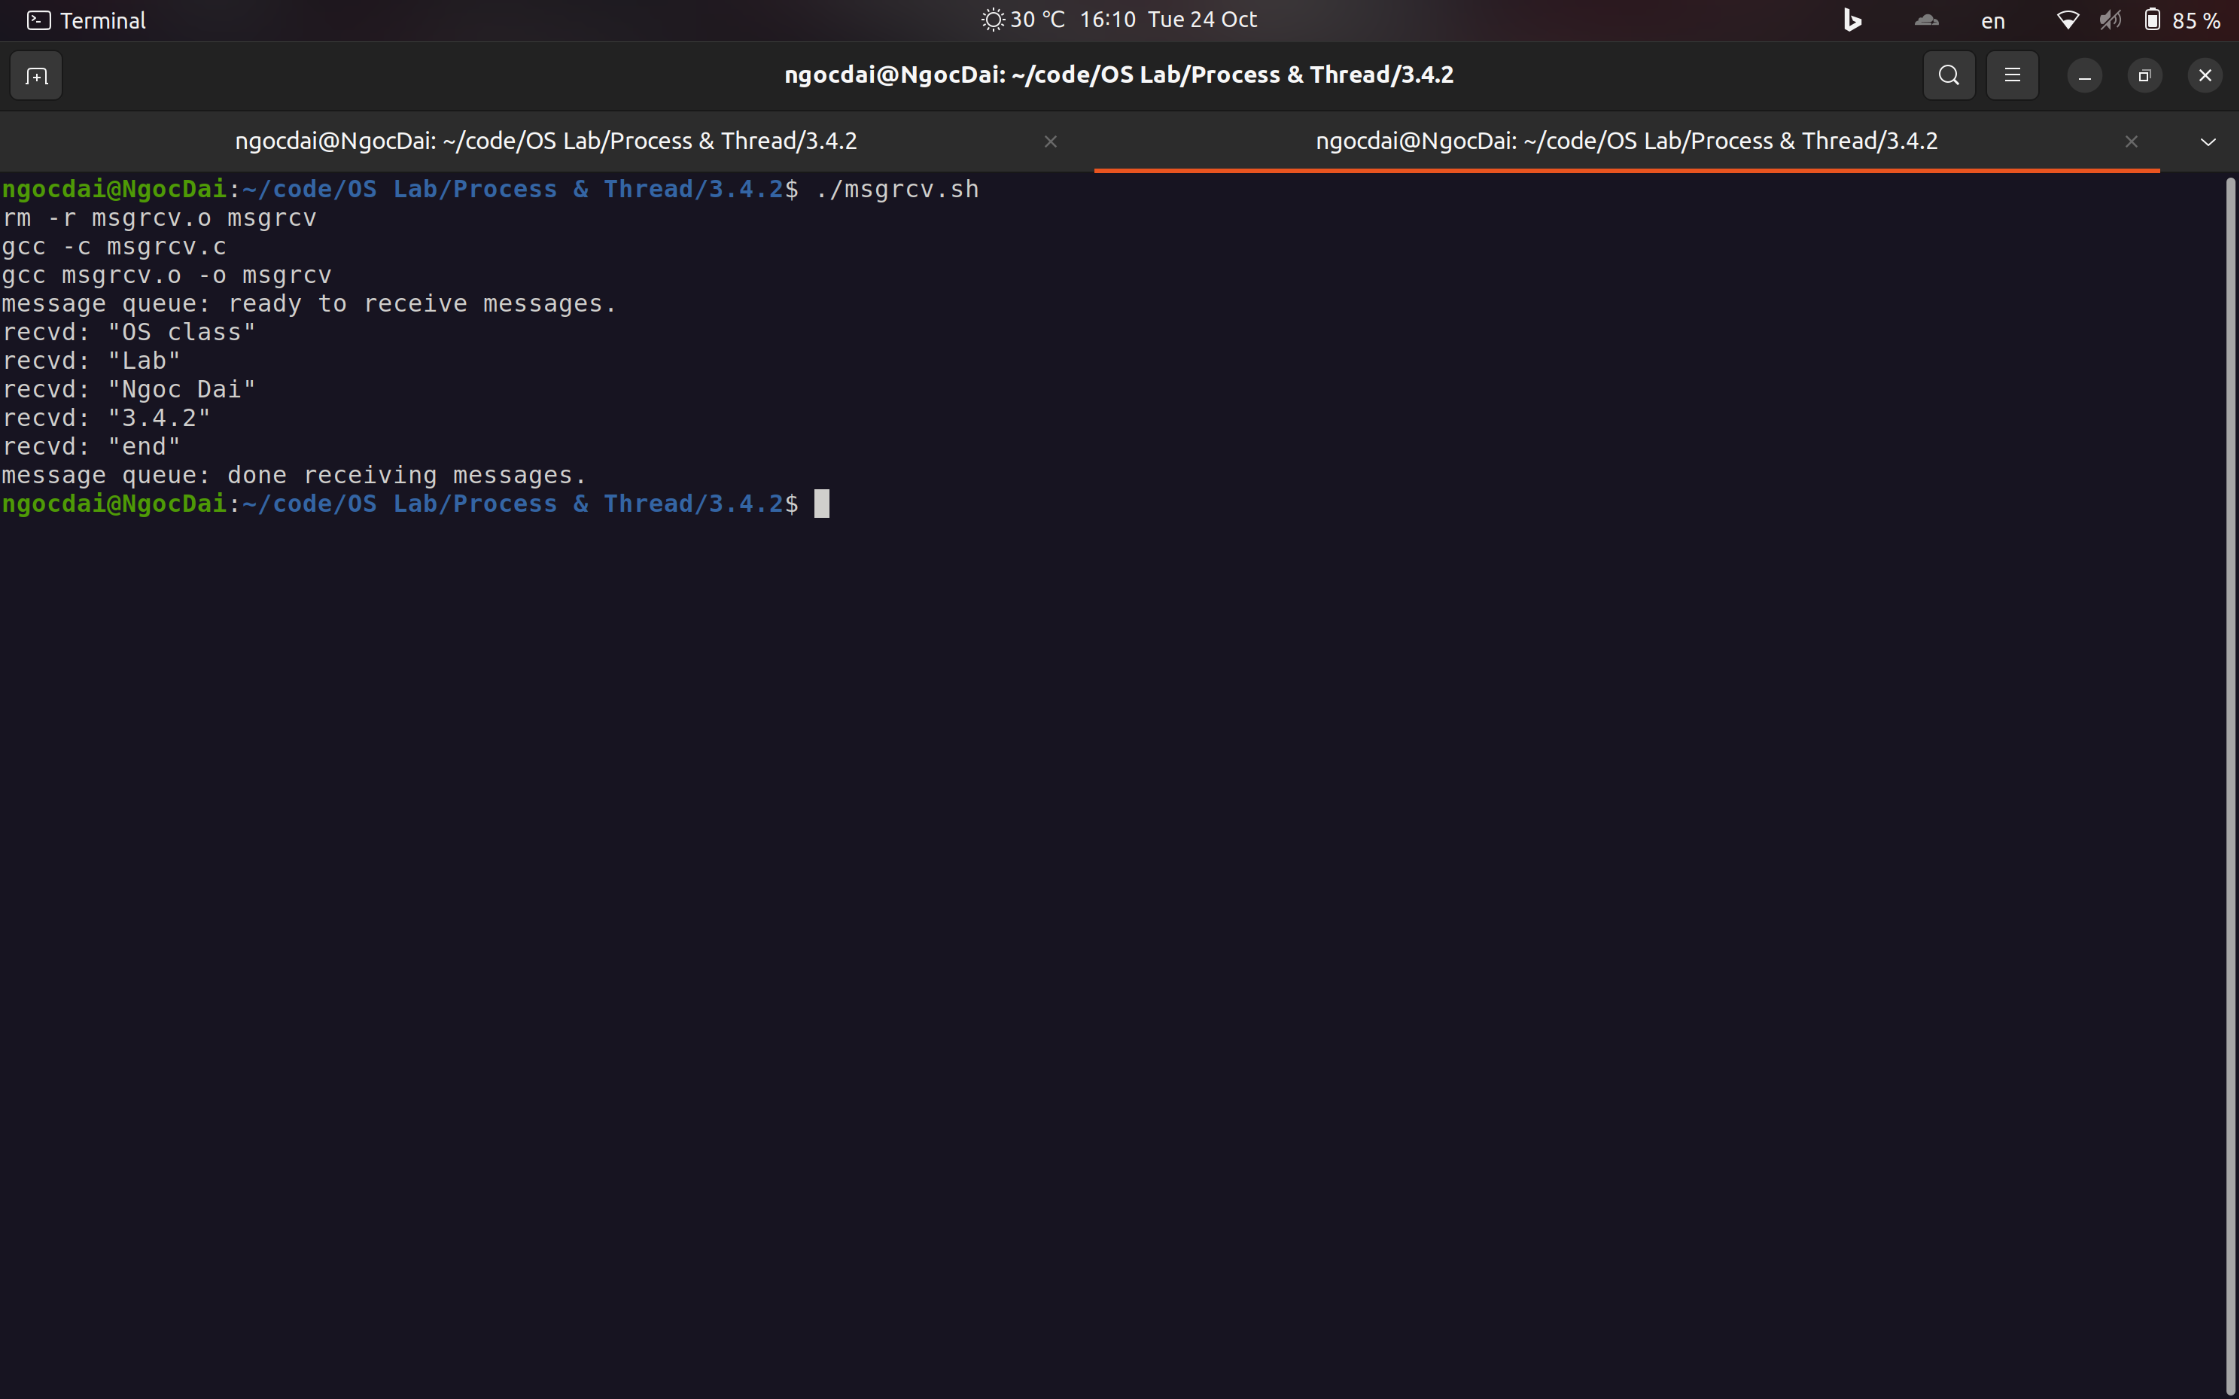 Terminal
30 °C 16:10 Tue 24 Oct
en
85 %
ngocdai@NgocDai: ~/code/OS Lab/Process & Thread/3.4.2
ngocdai@NgocDai: ~/code/OS Lab/Process & Thread/3.4.2
ngocdai@NgocDai: ~/code/OS Lab/Process & Thread/3.4.2
ngocdai@NgocDai:~/code/OS Lab/Process & Thread/3.4.2$ ./msgrcv.sh
rm -r msgrcv.o msgrcv
gcc -c msgrcv.c
gcc msgrcv.o -o msgrcv
message queue: ready to receive messages.
recvd: "OS class"
recvd: "Lab"
recvd: "Ngoc Dai"
recvd: "3.4.2"
recvd: "end"
message queue: done receiving messages.
ngocdai@NgocDai:~/code/OS Lab/Process & Thread/3.4.2$